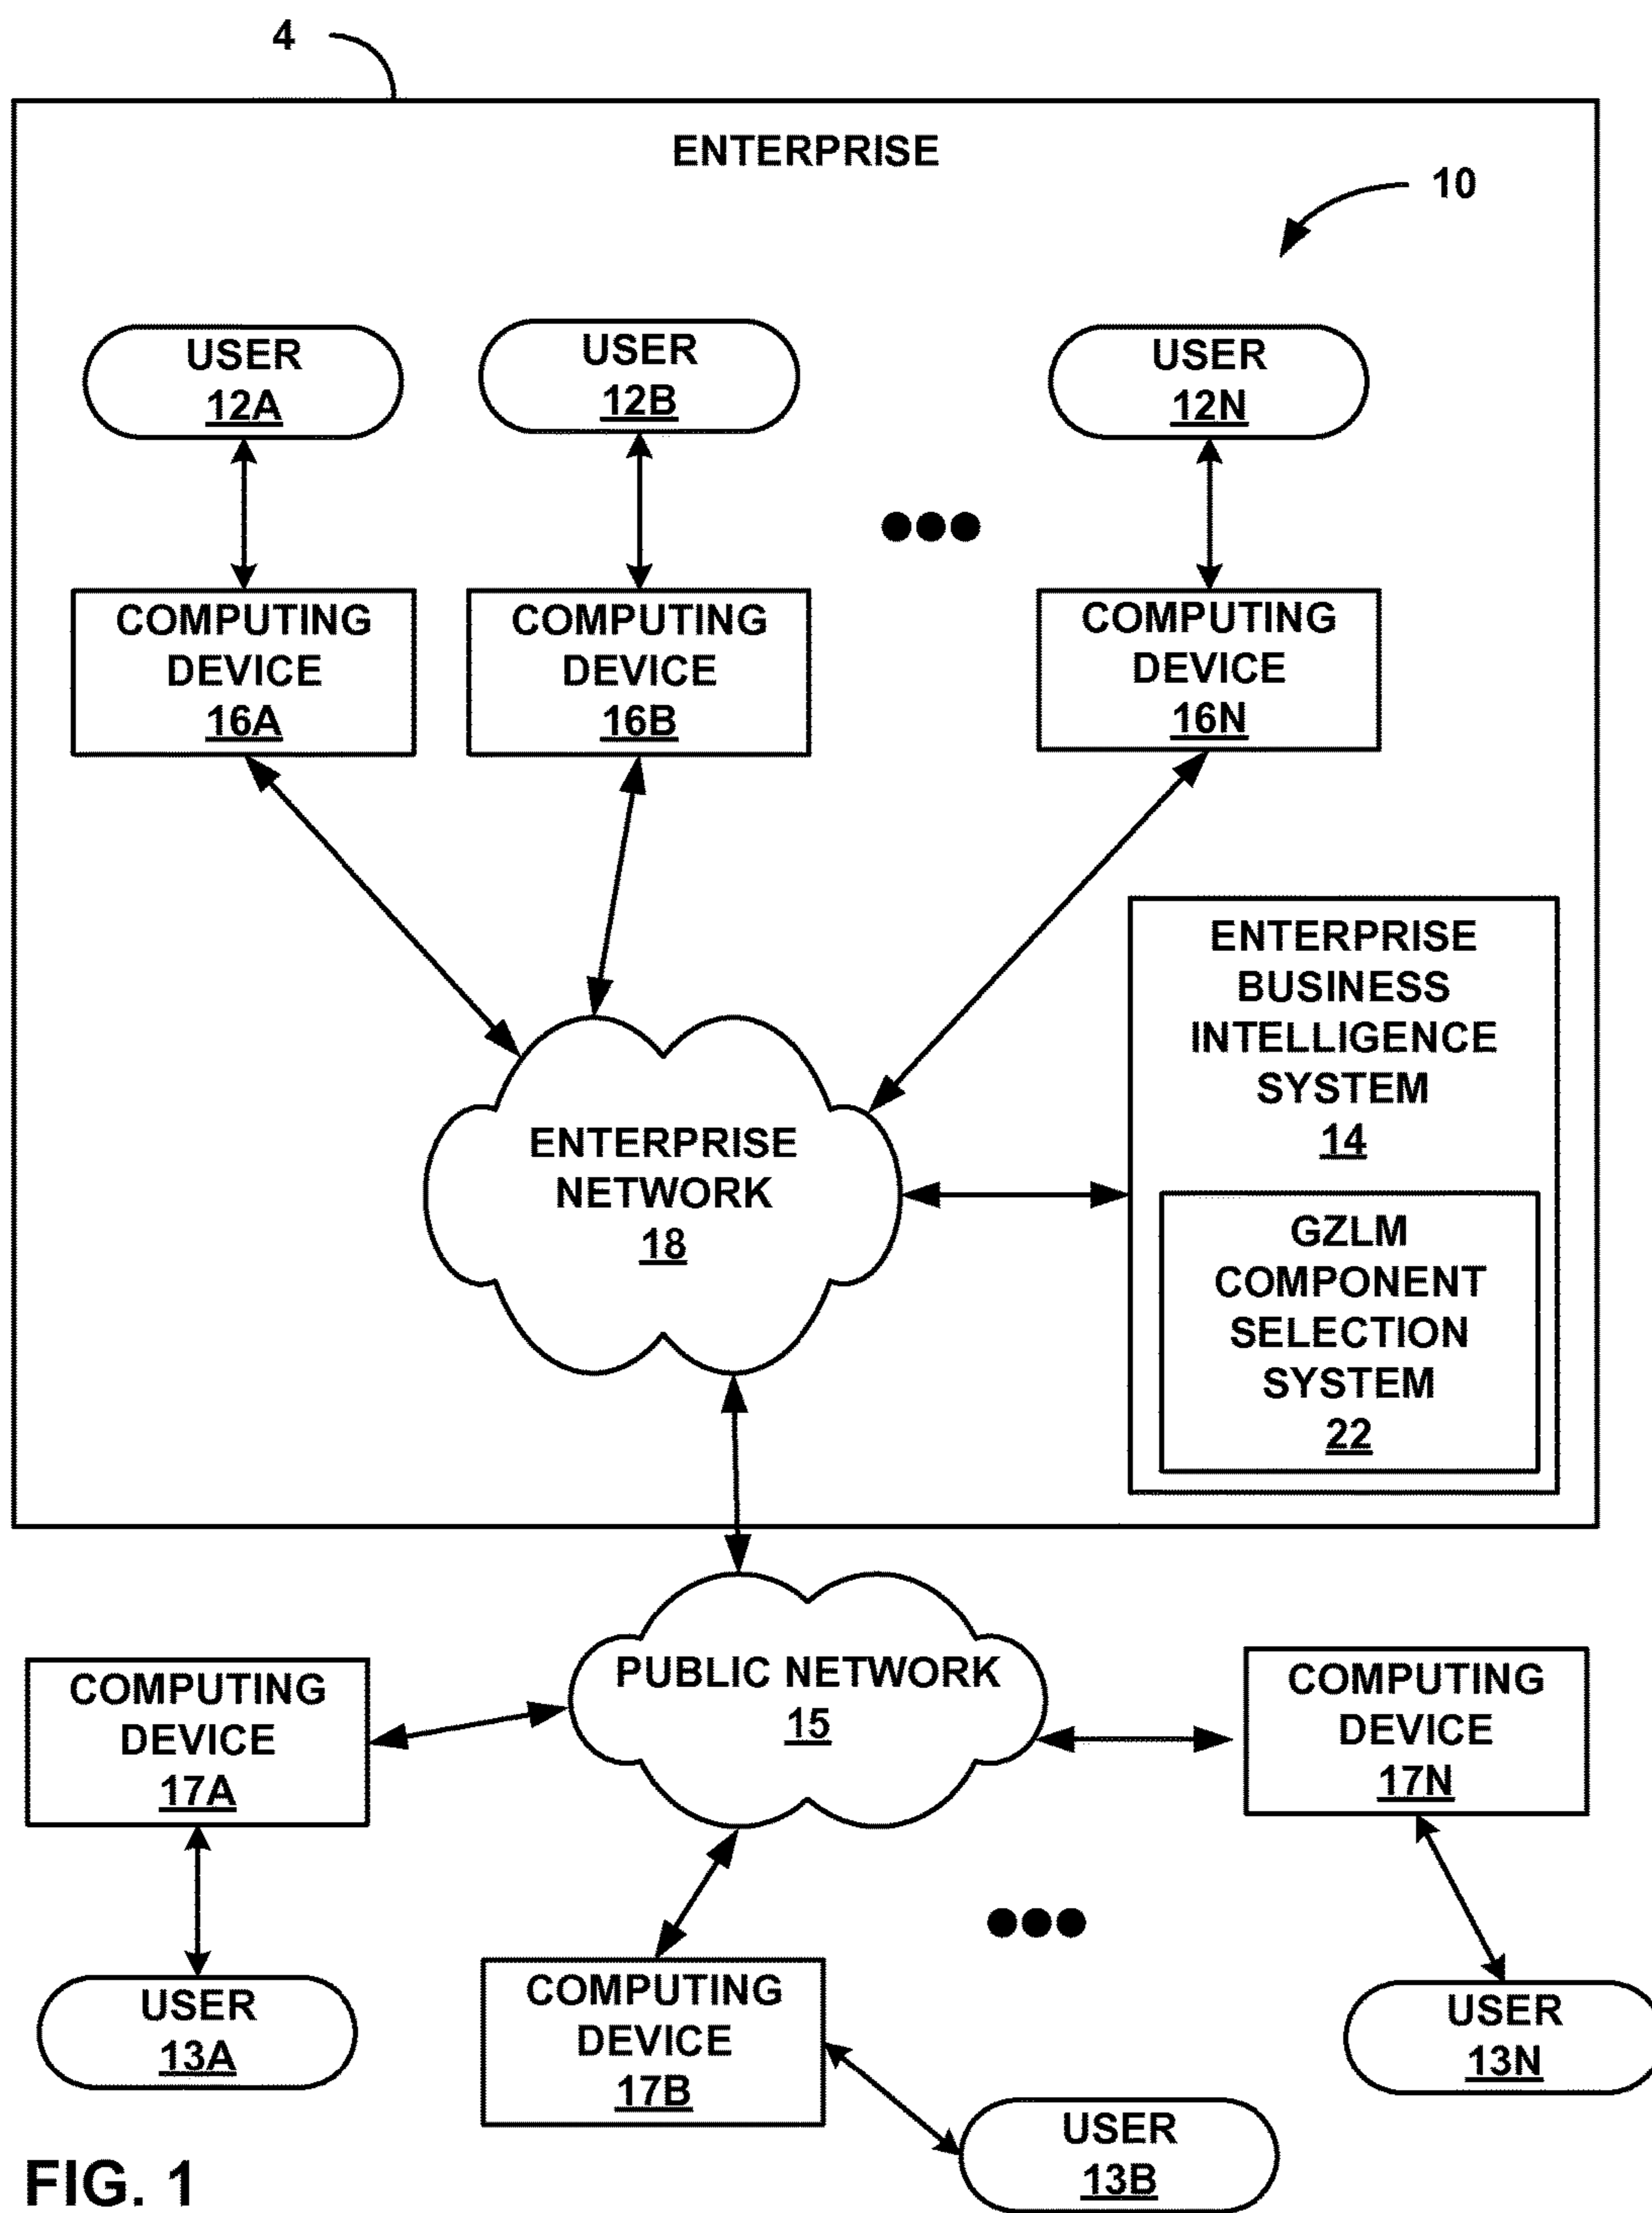 4
ENTERPRISE
10
USER
12A
USER
12B
USER
12N
COMPUTING
DEVICE
16A
COMPUTING
DEVICE
16B
COMPUTING
DEVICE
16N
ENTERPRISE
BUSINESS
INTELLIGENCE
SYSTEM
14
ENTERPRISE
NETWORK
18
GZLM
COMPONENT
SELECTION
SYSTEM
22
PUBLIC NETWORK
15
COMPUTING
DEVICE
17A
COMPUTING
DEVICE
17N
USER
13A
COMPUTING
DEVICE
17B
USER
13N
USER
13B
FIG. 1